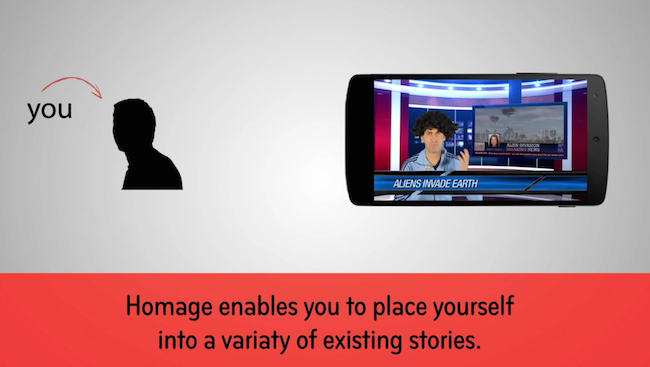 you
ALIEN INVASION
BREAKING NEWS
ALIENS INVADE EARTH
Homage enables you to place yourself
into a variaty of existing stories.